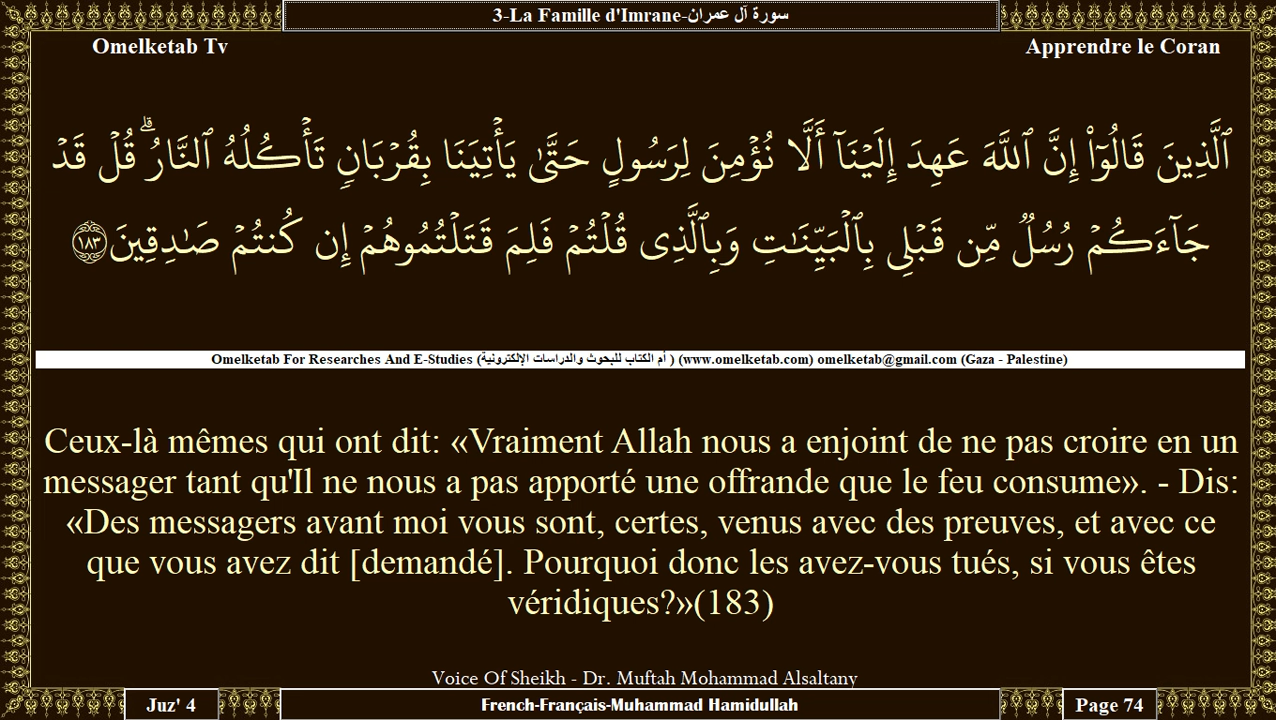 3-La Famille d'Imrane-سورة آل عمران
Omelketab Tv
Apprendre le Coran
ٱلَّذِينَ قَالُوٓا۟ إِنَّ ٱللَّهَ عَهِدَ إِلَيْنَآ أَلَّا نُؤْمِنَ لِرَسُولٍ حَتَّىٰ يَأْتِيَنَا بِقُرْبَانٍ تَأْكُلُهُ ٱلنَّارُ ۗ قُلْ قَدْ
جَآءَكُمْ رُسُلٌ مِّن قَبْلِى بِٱلْبَيِّنَـٰتِ وَبِٱلَّذِى قُلْتُمْ فَلِمَ قَتَلْتُمُوهُمْ إِن كُنتُمْ صَـٰدِقِينَ ١٨٣
Omelketab For Researches And E-Studies (أم الكتاب للبحوث والدراسات الإلكترونية ) (www.omelketab.com) omelketab@gmail.com (Gaza - Palestine)
Ceux-là mêmes qui ont dit: «Vraiment Allah nous a enjoint de ne pas croire en un
messager tant qu'Il ne nous a pas apporté une offrande que le feu consume». - Dis:
«Des messagers avant moi vous sont, certes, venus avec des preuves, et avec ce
que vous avez dit [demandé]. Pourquoi donc les avez-vous tués, si vous êtes
véridiques?»(183)
Voice Of Sheikh - Dr. Muftah Mohammad Alsaltany
Juz' 4
French-Français-Muhammad Hamidullah
Page 74